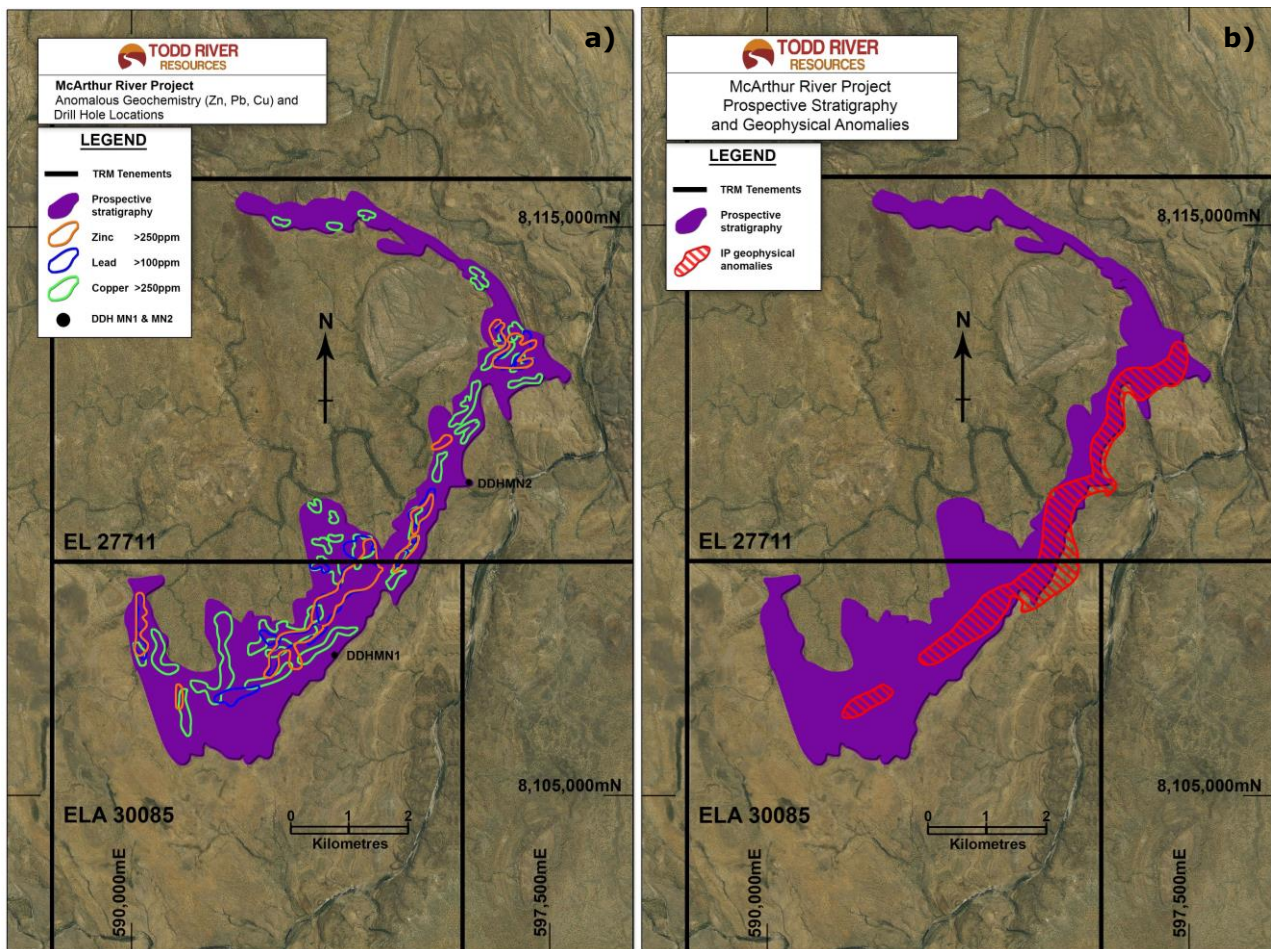 a)
TODD RIVER
RESOURCES
McArthur River Project
Anomalous Geochemistry (Zn, Pb, Cu) and
Drill Hole Locations
LEGEND
TRM Tenements
Prospective
stratigraphy
Zinc >250ppm
Lead >100ppm
Copper >250ppm
DDH MN1 & MN2
8,115,000mN
N
DDHMN2
EL 27711
DDHMN1
8,105,000mN
ELA 30085
0 1 2
Kilometres
590,000mE
597,500mE
b)
TODD RIVER
RESOURCES
McArthur River Project
Prospective Stratigraphy
and Geophysical Anomalies
LEGEND
TRM Tenements
Prospective
stratigraphy
IP geophysical
anomalies
8,115,000mN
N
EL 27711
8,105,000mN
ELA 30085
0 1 2
Kilometres
590,000mE
597,500mE